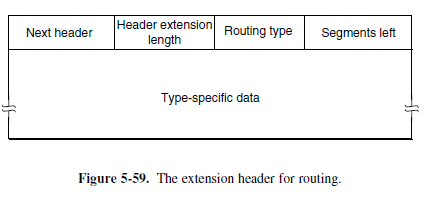 Next header
Header extension
length
Routing type
Segments left
Type-specific data
Figure 5-59. The extension header for routing.